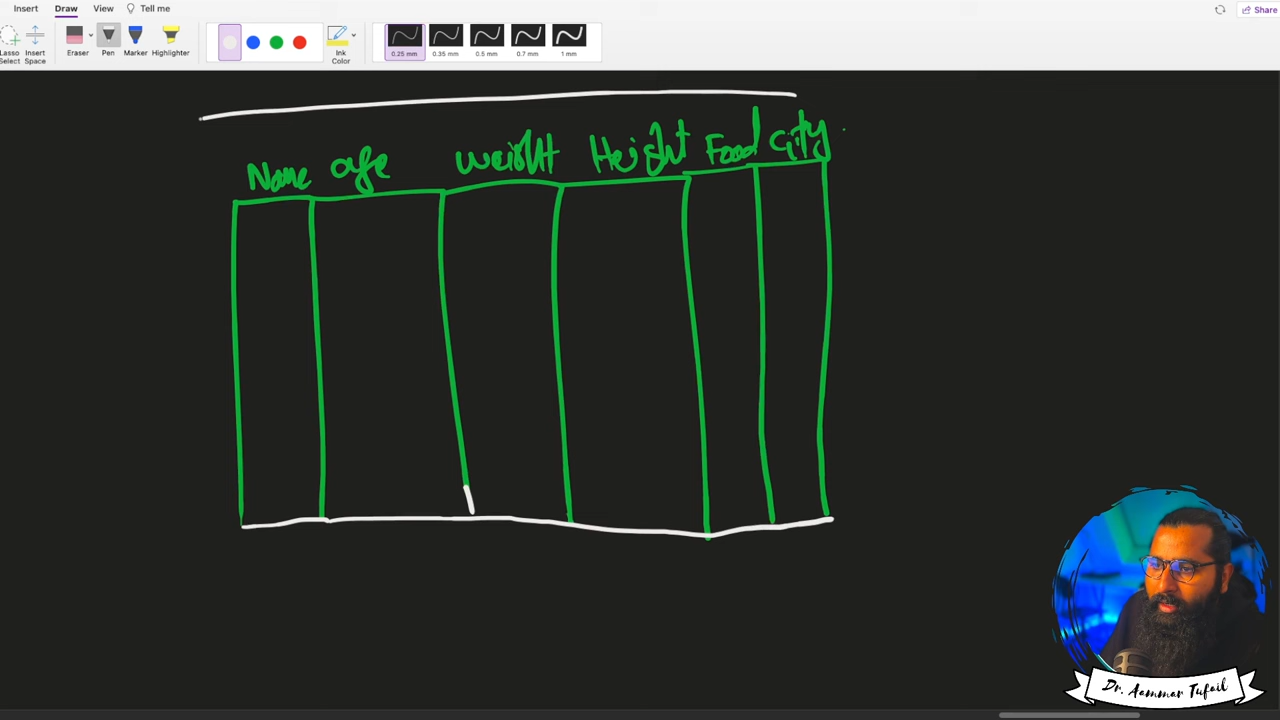 Insert Draw View Tell me
Share
Lasso Select
Insert Space
Eraser
Pen
Marker
Highlighter
Ink Color
0.25 mm 0.35 mm 0.5 mm 0.7 mm 1 mm
Name age Weight Height Food City
Dr. Aammar Tufail